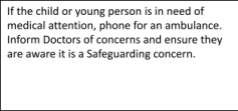 If the child or young person is in need of
medical attention, phone for an ambulance.
Inform Doctors of concerns and ensure they
are aware it is a Safeguarding concern.